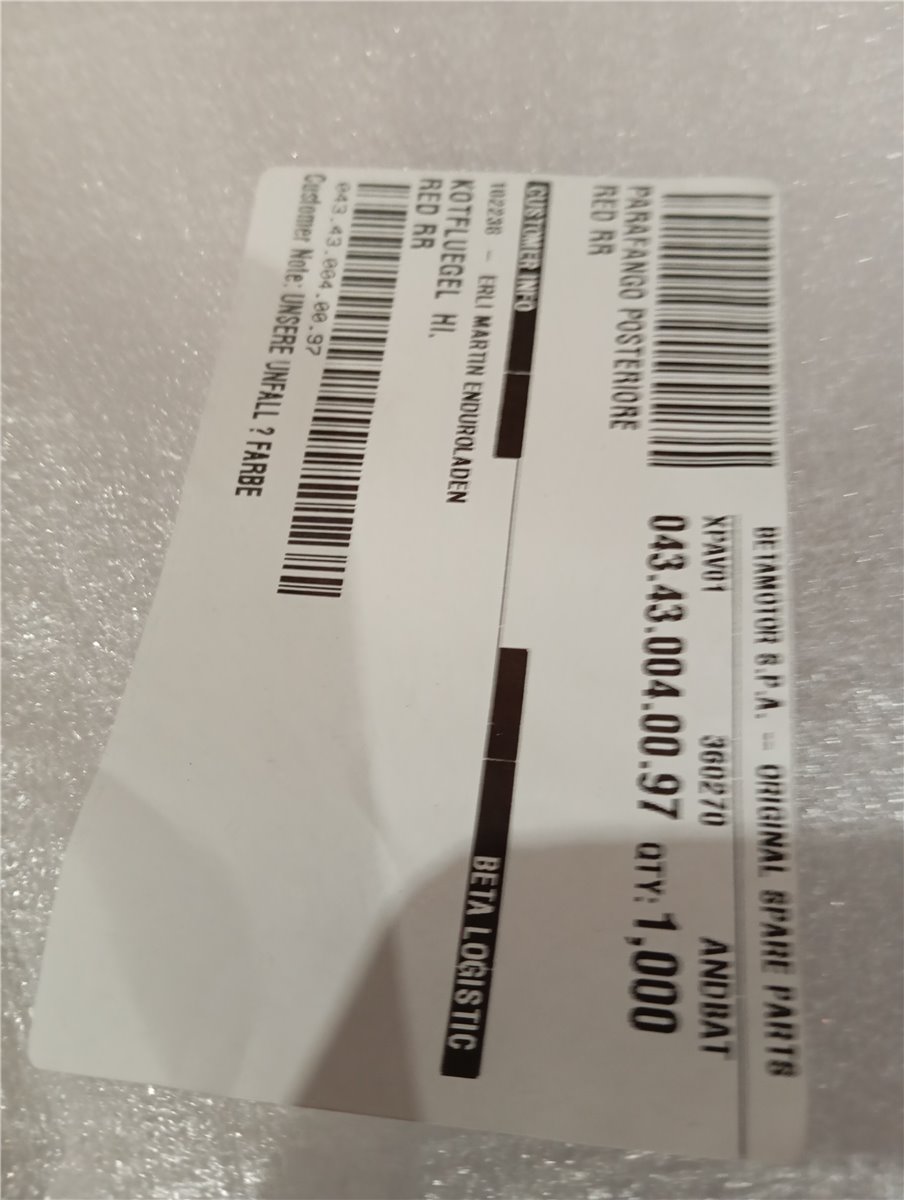 BETAMOTOR S.P.A. - ORIGINAL SPARE PARTS
XPAV01 360270 ANDBAT
043.43.004.00.97 QTY: 1,000
PARAFANGO POSTERIORE
RED RR
CUSTOMER INFO BETA LOGISTIC
102238 - ERLI MARTIN ENDUROLADEN
KOTFLUEGEL HI.
RED RR
043.43.004.00.97
Customer Note: UNSERE UNFALL ? FARBE